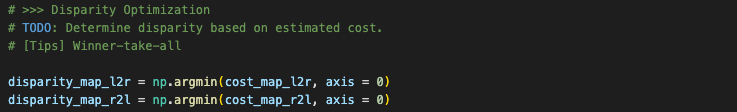 # >>> Disparity Optimization
# TODO: Determine disparity based on estimated cost.
# [Tips] Winner-take-all
disparity_map_l2r = np.argmin(cost_map_l2r, axis = 0)
disparity_map_r2l = np.argmin(cost_map_r2l, axis = 0)